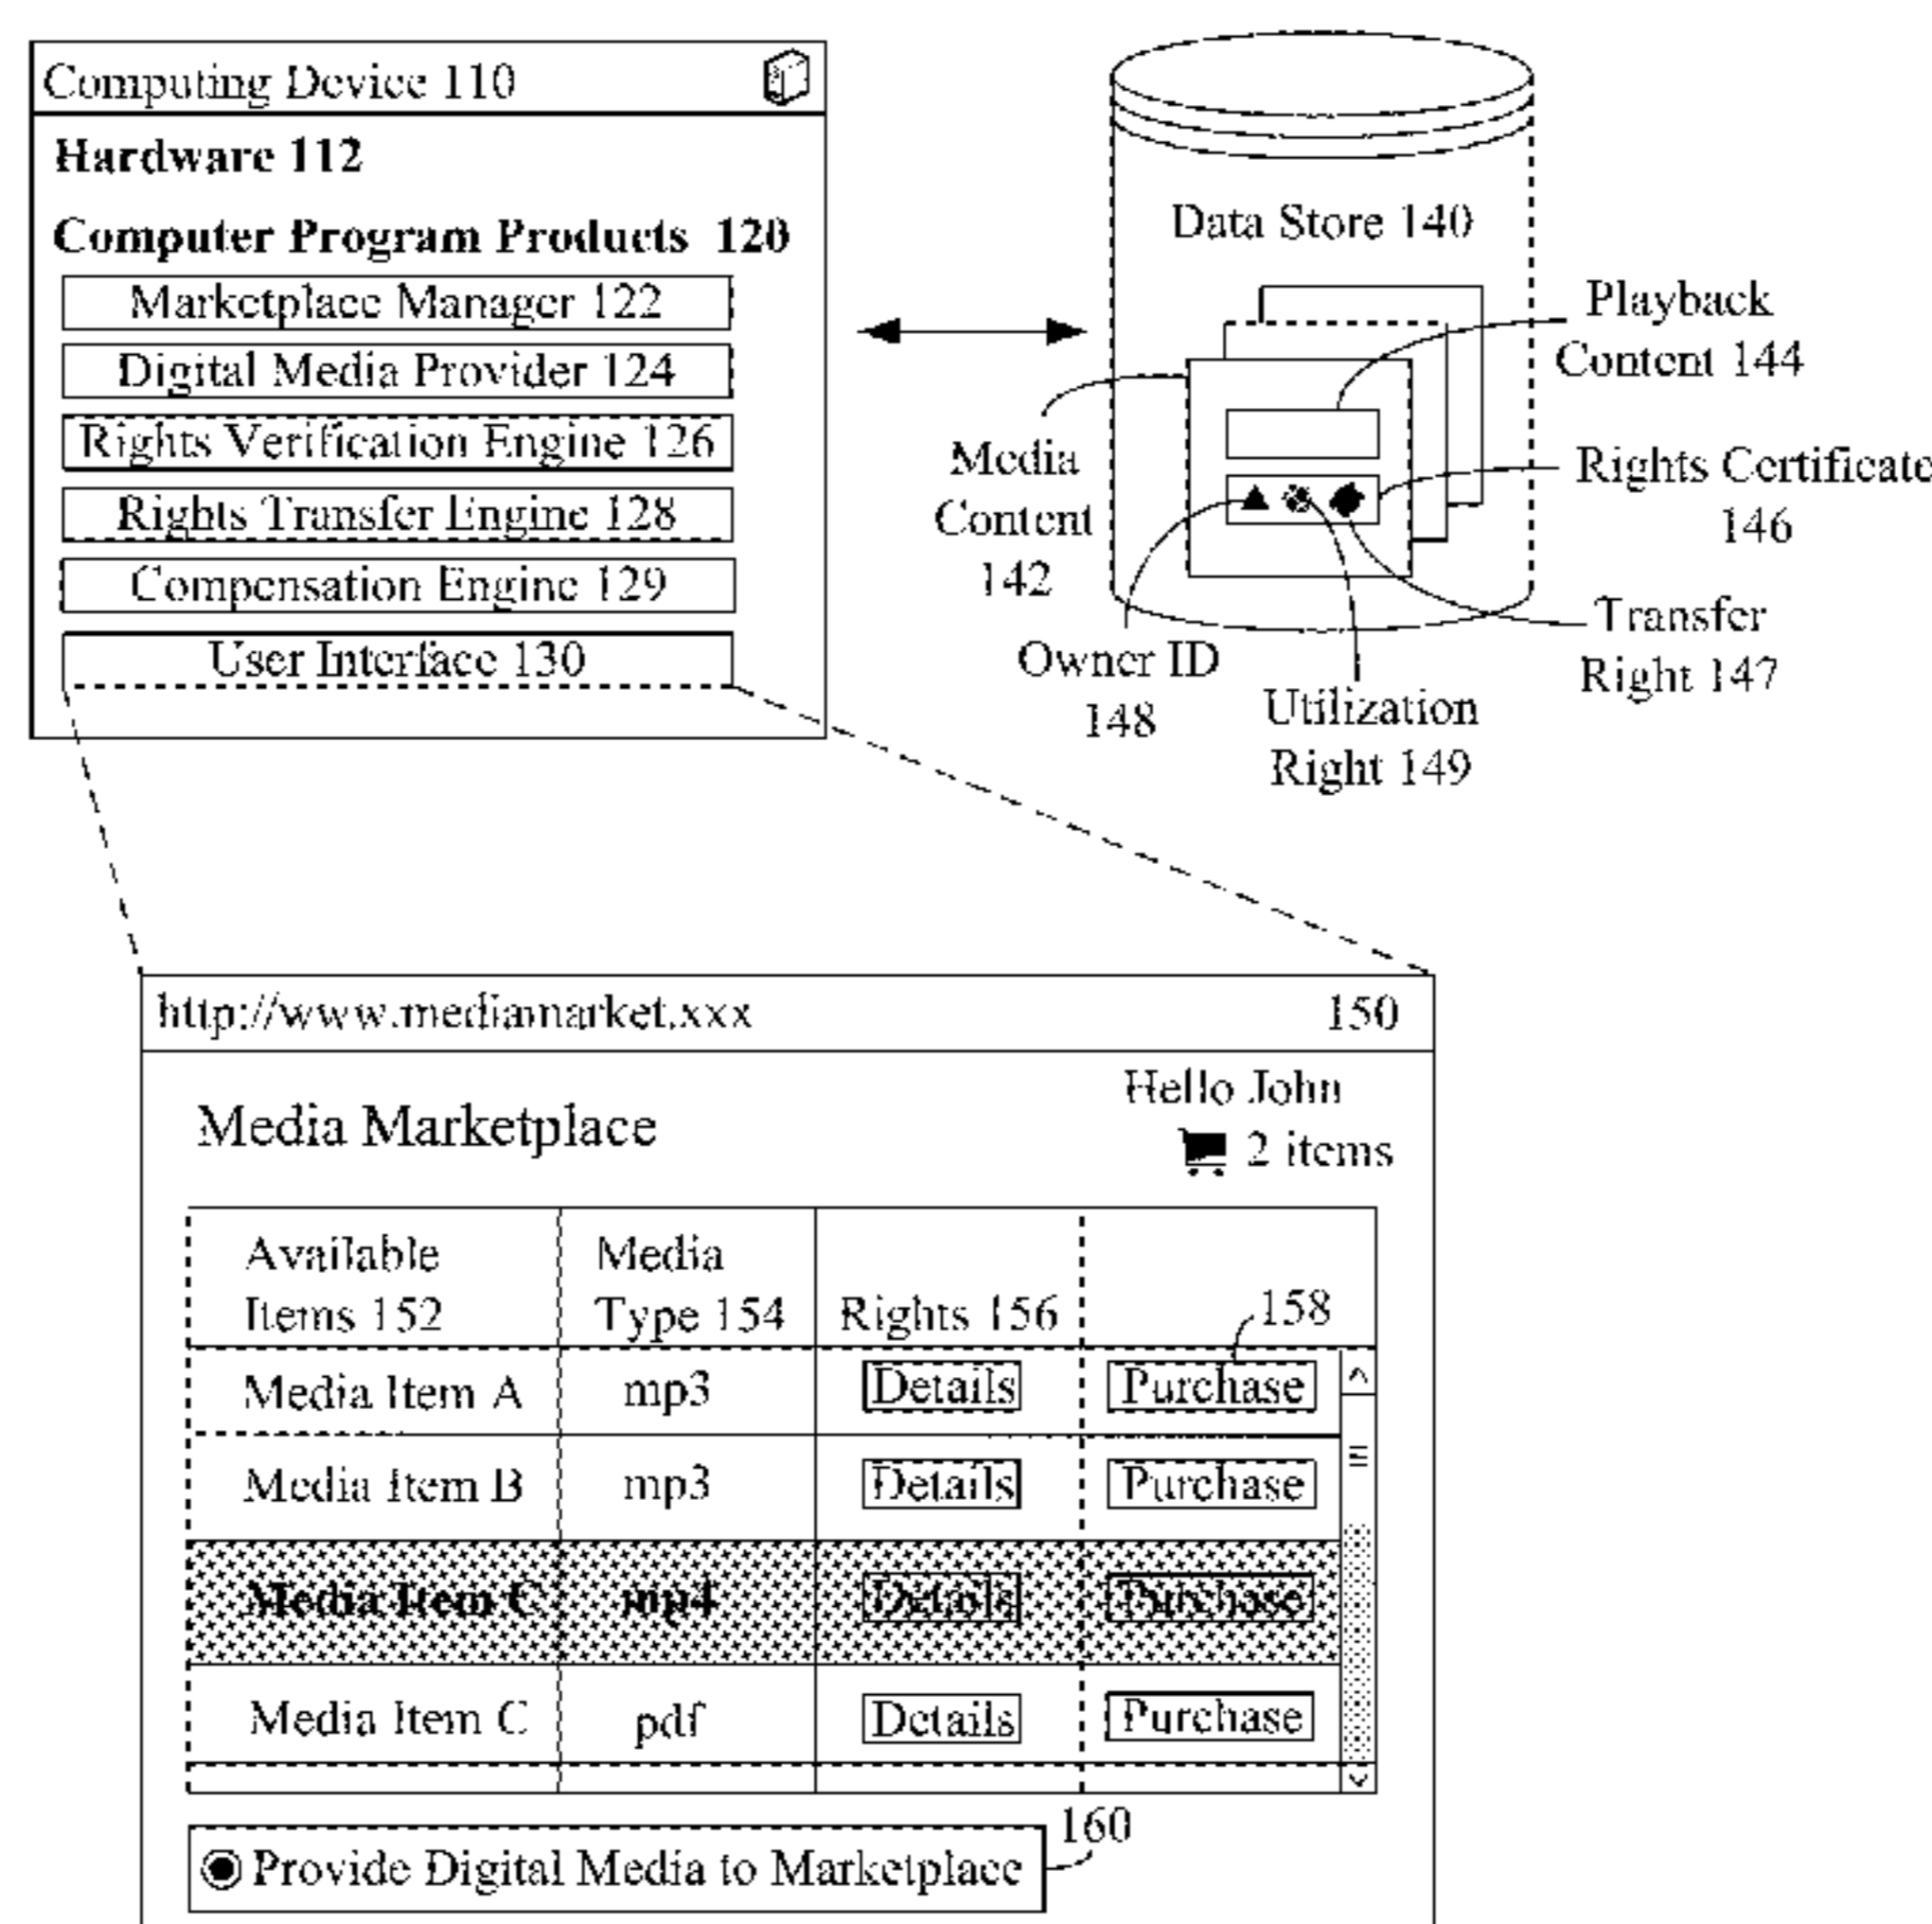 Computing Device 110
Hardware 112
Computer Program Products 120
Marketplace Manager 122
Digital Media Provider 124
Rights Verification Engine 126
Rights Transfer Engine 128
Compensation Engine 129
User Interface 130
Data Store 140
Playback
Content 144
Media
Content
142
Rights Certificate
146
Transfer
Right 147
Owner ID
148
Utilization
Right 149
http://www.mediamarket.xxx 150
Hello John
Media Marketplace
2 items
Available
Items 152
Media
Type 154
Rights 156
158
Media Item A mp3 Details Purchase
Media Item B mp3 Details Purchase
Media Item C mp4 Details Purchase
Media Item C pdf Details Purchase
160
Provide Digital Media to Marketplace